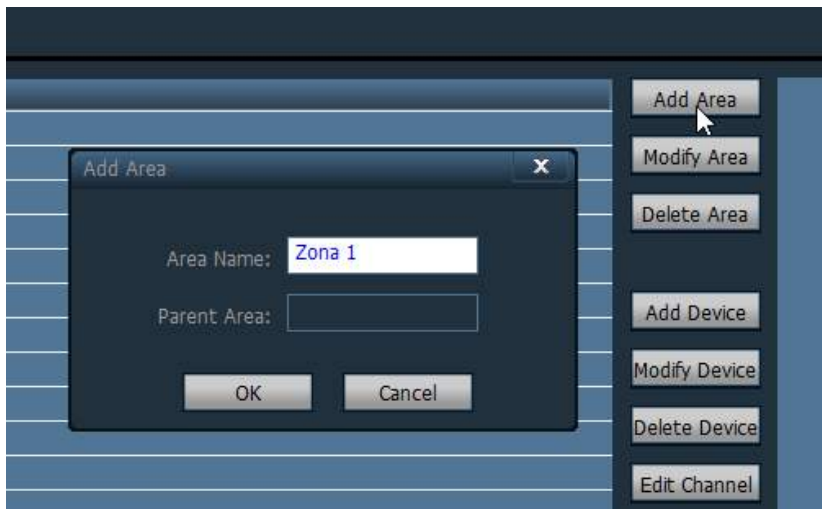 Add Area
Modify Area
Delete Area
Add Device
Modify Device
Delete Device
Edit Channel
Add Area
x
Area Name: Zona 1
Parent Area:
OK Cancel